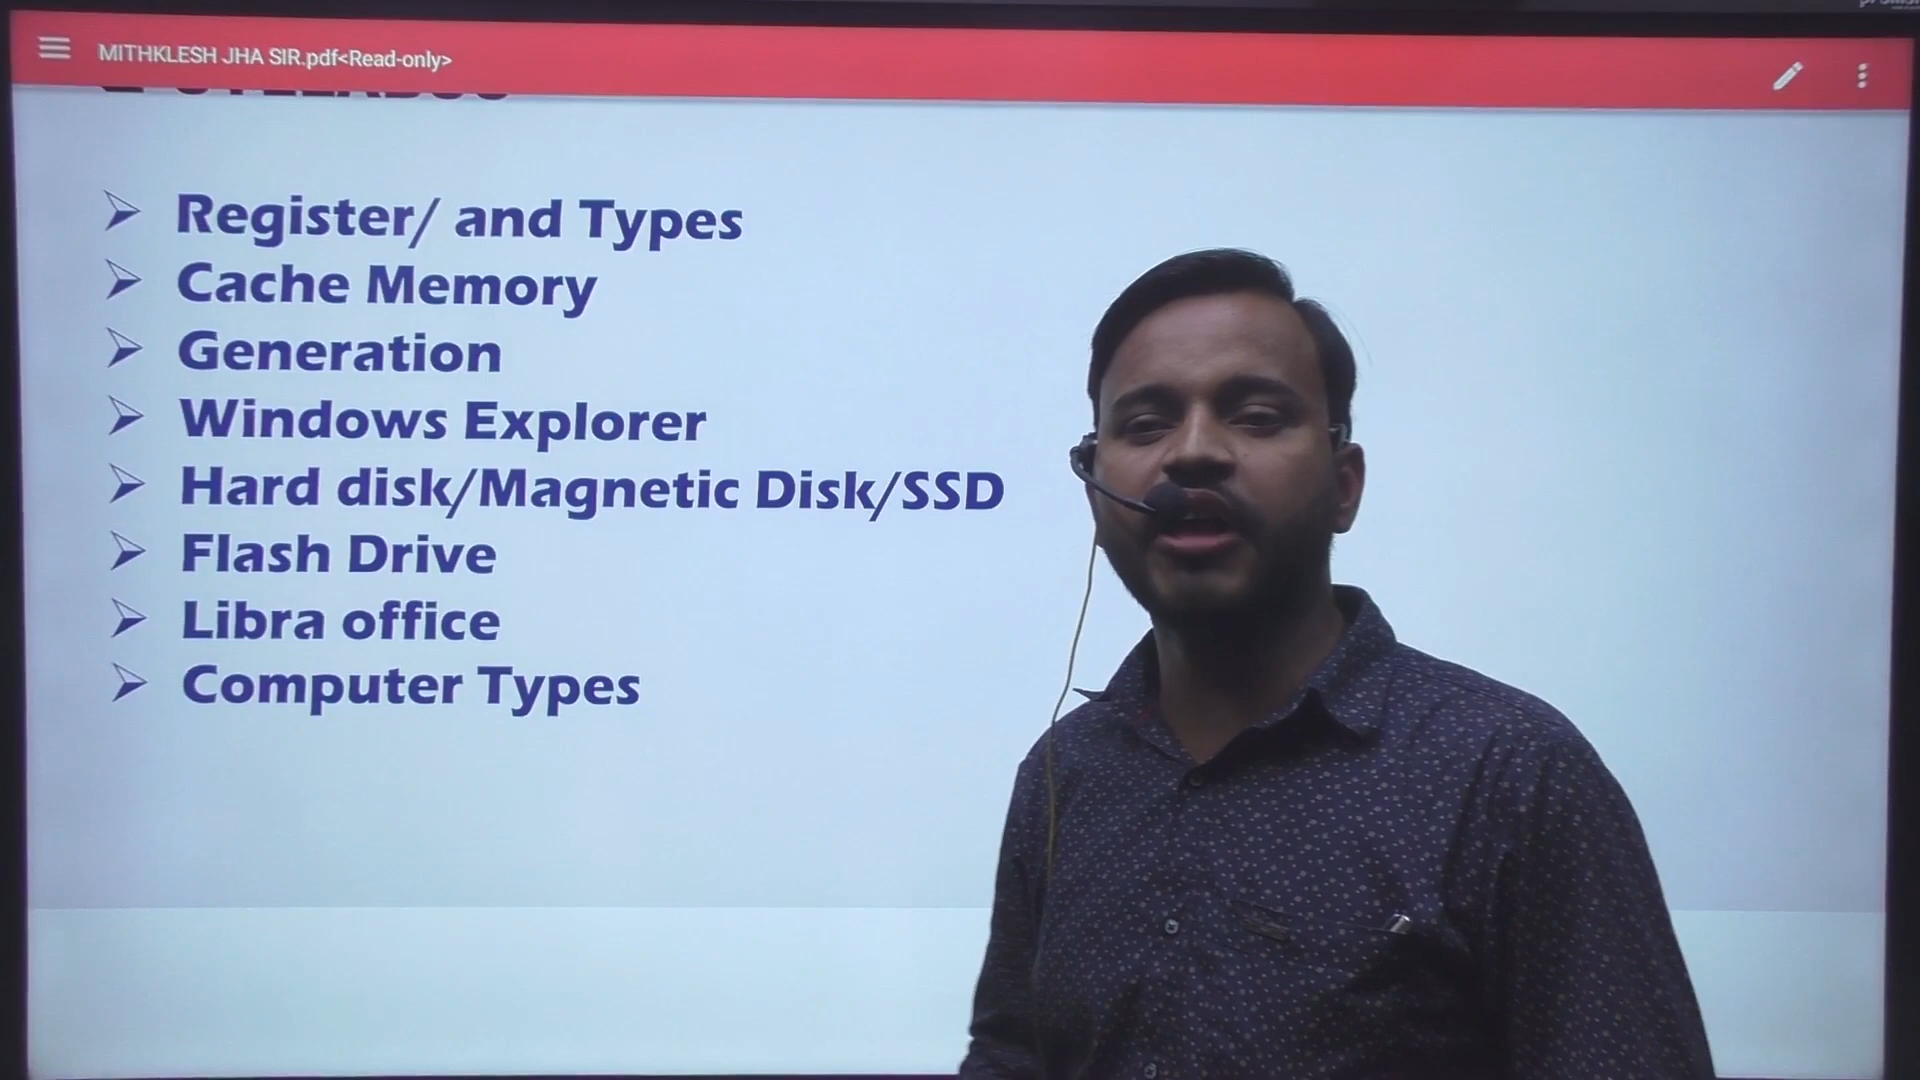 MITHKLESH JHA SIR.pdf<Read-only>
Register/ and Types
Cache Memory
Generation
Windows Explorer
Hard disk/Magnetic Disk/SSD
Flash Drive
Libra office
Computer Types